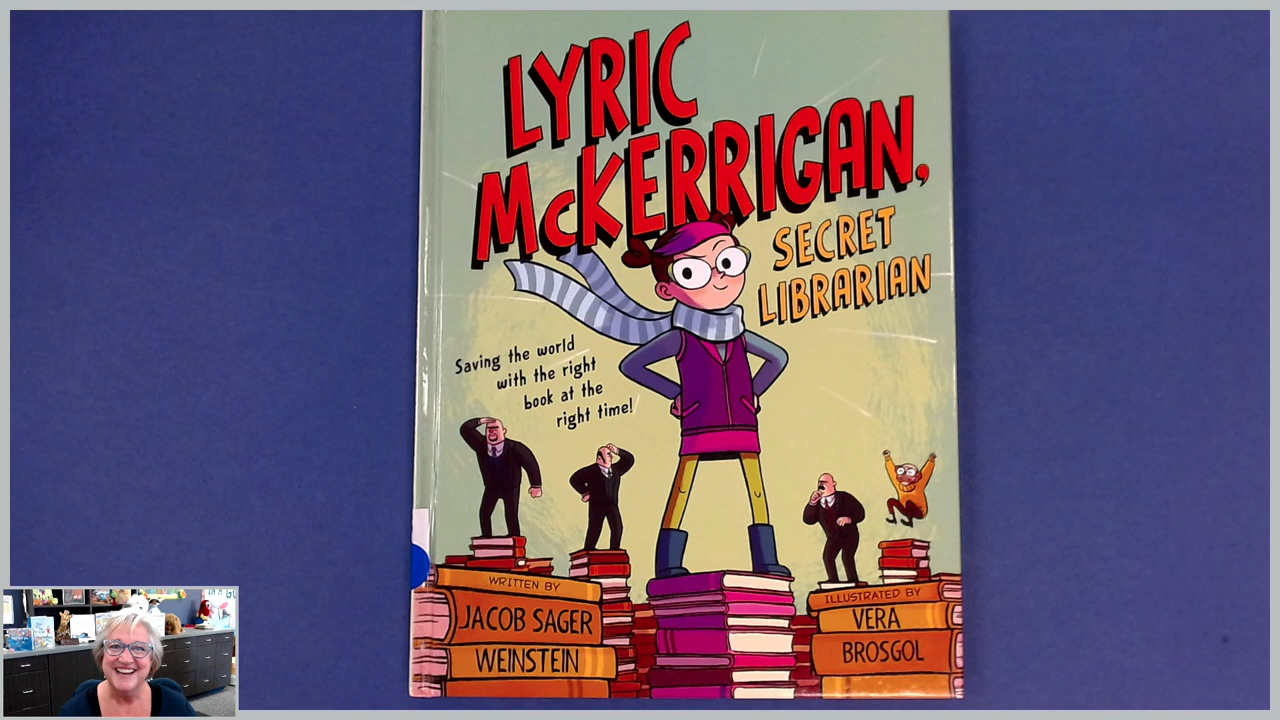 LYRIC
McKERRIGAN,
SECRET
LIBRARIAN
Saving the world
with the right
book at the
right time!
WRITTEN BY
JACOB SAGER
WEINSTEIN
ILLUSTRATED BY
VERA
BROSGOL